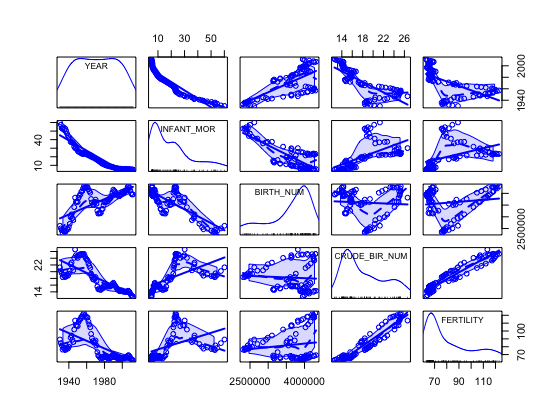 10 30 50
14 18 22 26
YEAR
1940 2000
10 40
INFANT_MOR
BIRTH_NUM
2500000
14 22
CRUDE_BIR_NUM
FERTILITY
70 100
1940 1980
2500000 4000000
70 90 110